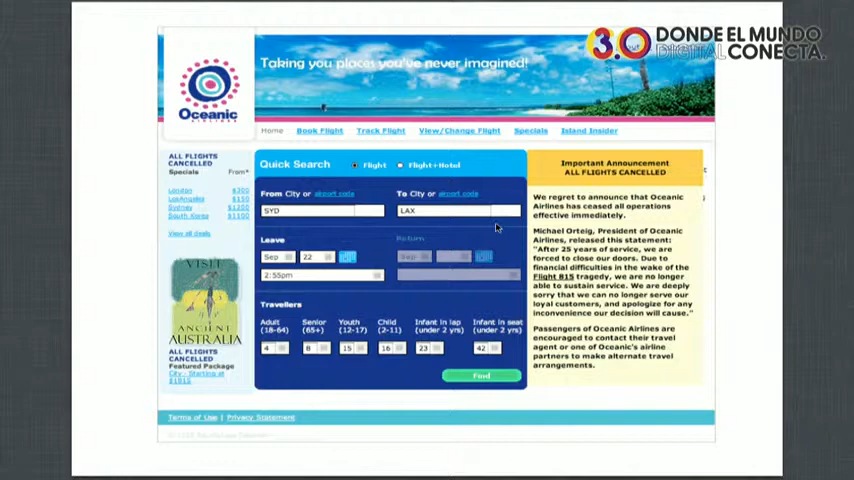 3.0 DONDE EL MUNDO
DIGITAL CONECTA.
Taking you places you've never imagined!
Oceanic
AIRLINES
Home Book Flight Track Flight View/Change Flight Specials Island Insider
ALL FLIGHTS
CANCELLED
Specials From*
London $300
LosAngeles $150
Sydney $1200
South Korea $1100
View all deals
VISIT
ANCIENT
AUSTRALIA
ALL FLIGHTS
CANCELLED
Featured Package
City - Starting at
$1815
Quick Search Flight Flight+Hotel
From City or airport code To City or airport code
SYD LAX
Leave Return
Sep 22 Sep
2:55pm
Travellers
Adult
(18-64)
Senior
(65+)
Youth
(12-17)
Child
(2-11)
Infant in lap
(under 2 yrs)
Infant in seat
(under 2 yrs)
4 8 15 16 23 42
Find
Important Announcement
ALL FLIGHTS CANCELLED
We regret to announce that Oceanic
Airlines has ceased all operations
effective immediately.
Michael Orteig, President of Oceanic
Airlines, released this statement:
"After 25 years of service, we are
forced to close our doors. Due to
financial difficulties in the wake of the
Flight 815 tragedy, we are no longer
able to sustain service. We are deeply
sorry that we can no longer serve our
loyal customers, and apologize for any
inconvenience our decision will cause."
Passengers of Oceanic Airlines are
encouraged to contact their travel
agent or one of Oceanic's airline
partners to make alternate travel
arrangements.
Terms of Use | Privacy Statement